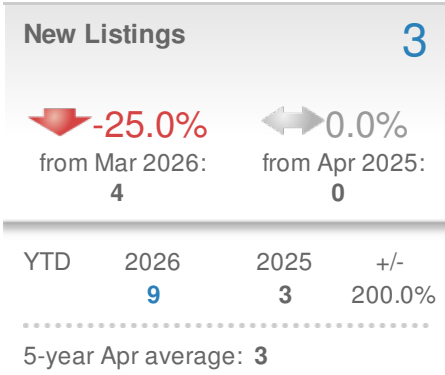 New Listings 3
-25.0% 0.0%
from Mar 2026: from Apr 2025:
4 0
YTD 2026 2025 +/-
9 3 200.0%
5-year Apr average: 3